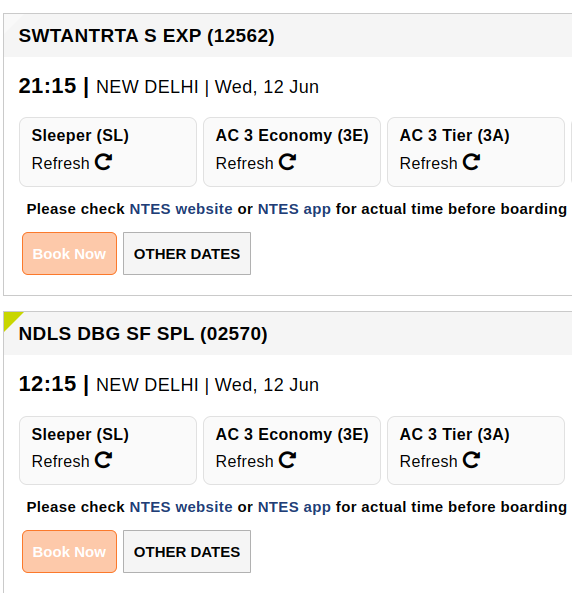 SWTANTRTA S EXP (12562)
21:15 | NEW DELHI | Wed, 12 Jun
Sleeper (SL) AC 3 Economy (3E) AC 3 Tier (3A)
Refresh Refresh Refresh
Please check NTES website or NTES app for actual time before boarding
Book Now OTHER DATES
NDLS DBG SF SPL (02570)
12:15 | NEW DELHI | Wed, 12 Jun
Sleeper (SL) AC 3 Economy (3E) AC 3 Tier (3A)
Refresh Refresh Refresh
Please check NTES website or NTES app for actual time before boarding
Book Now OTHER DATES